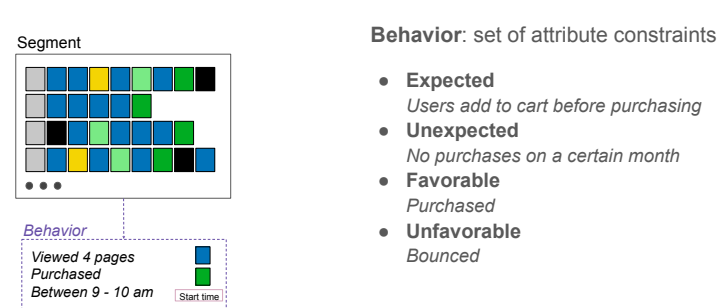 Segment
Behavior
Viewed 4 pages
Purchased
Between 9 - 10 am
Start time
Behavior: set of attribute constraints
● Expected
Users add to cart before purchasing
● Unexpected
No purchases on a certain month
● Favorable
Purchased
● Unfavorable
Bounced